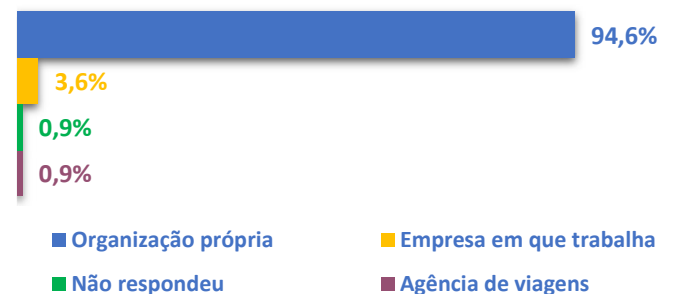 94,6%
3,6%
0,9%
0,9%
Organização própria
Empresa em que trabalha
Não respondeu
Agência de viagens